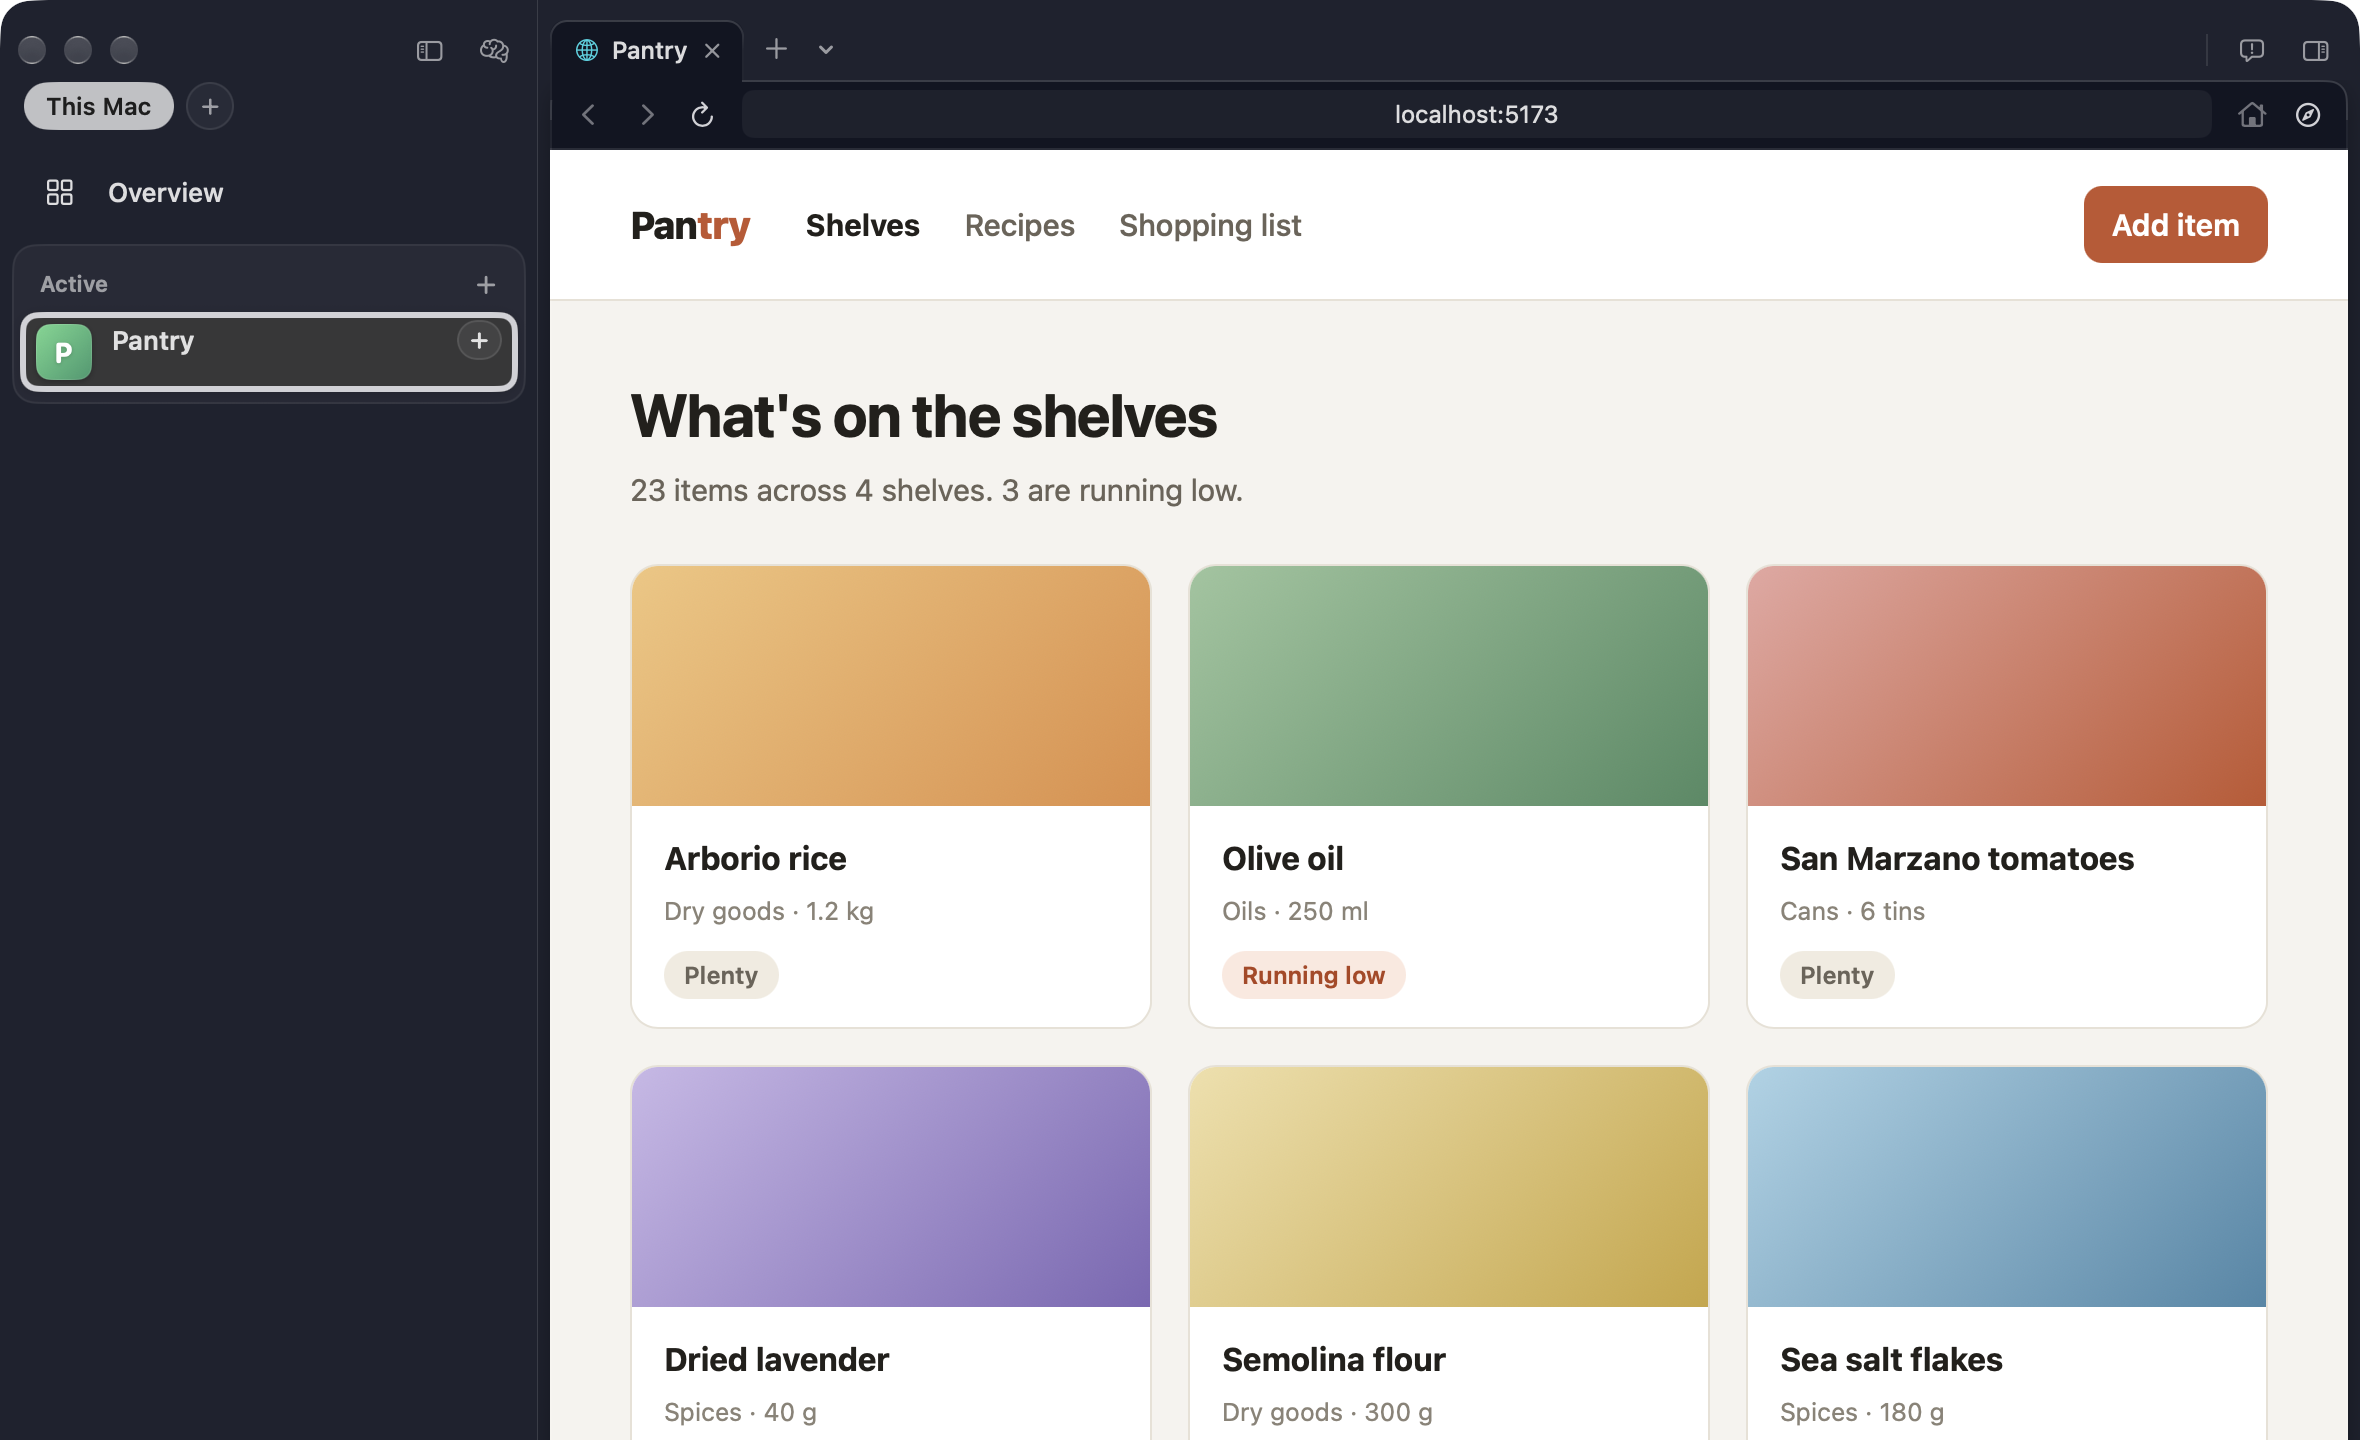 This Mac
Overview
Active
P
Pantry
Pantry
localhost:5173
Pantry
Shelves
Recipes
Shopping list
Add item
What's on the shelves
23 items across 4 shelves. 3 are running low.
Arborio rice
Dry goods · 1.2 kg
Plenty
Olive oil
Oils · 250 ml
Running low
San Marzano tomatoes
Cans · 6 tins
Plenty
Dried lavender
Spices · 40 g
Semolina flour
Dry goods · 300 g
Sea salt flakes
Spices · 180 g